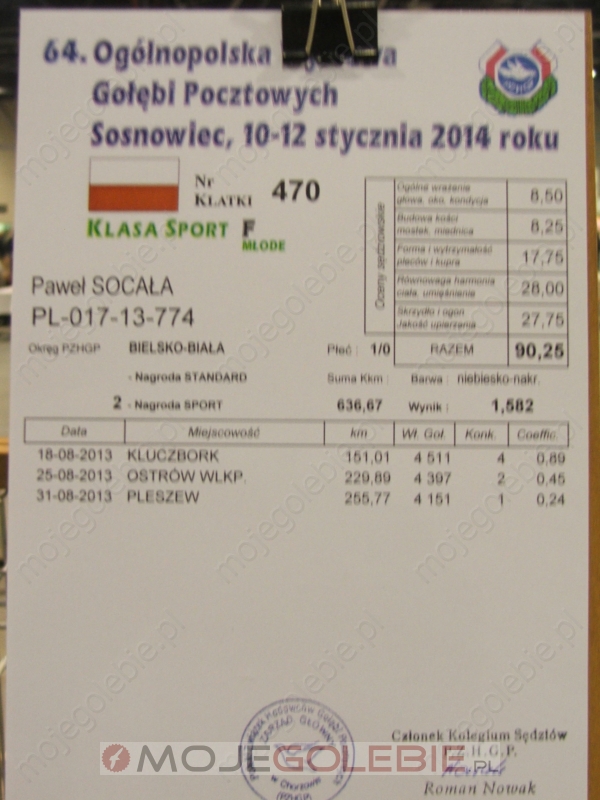 64. Ogólnopolska
Gołębi Pocztowych
Sosnowiec, 10-12 stycznia 2014 roku
Nr KLATKI 470
KLASA SPORT F
MŁODE
Oceny sędziowskie
Ogólne wrażenie głowa, oko, kondycja 8,50
Budowa kości mostek, miednica 8,25
Forma i wytrzymałość pleców i kupra 17,75
Równowaga harmonia ciała, umięśnienie 28,00
Skrzydło i ogon Jakość upierzenia 27,75
RAZEM 90,25
Paweł SOCAŁA
PL-017-13-774
Okręg PZHGP BIELSKO-BIAŁA Płeć : 1/0
- Nagroda STANDARD Suma Kkm : Barwa : niebiesko-nakr.
2 - Nagroda SPORT 636,67 Wynik : 1,582
Data Miejscowość km Wł. Goł. Konk. Coeffic.
18-08-2013 KLUCZBORK 151,01 4 511 4 0,89
25-08-2013 OSTRÓW WLKP. 229,89 4 397 2 0,45
31-08-2013 PLESZEW 255,77 4 151 1 0,24
Członek Kolegium Sędziów
P.Z.H.G.P.
Roman Nowak
MOJEGOLEBIE.PL
mojegolebie.pl